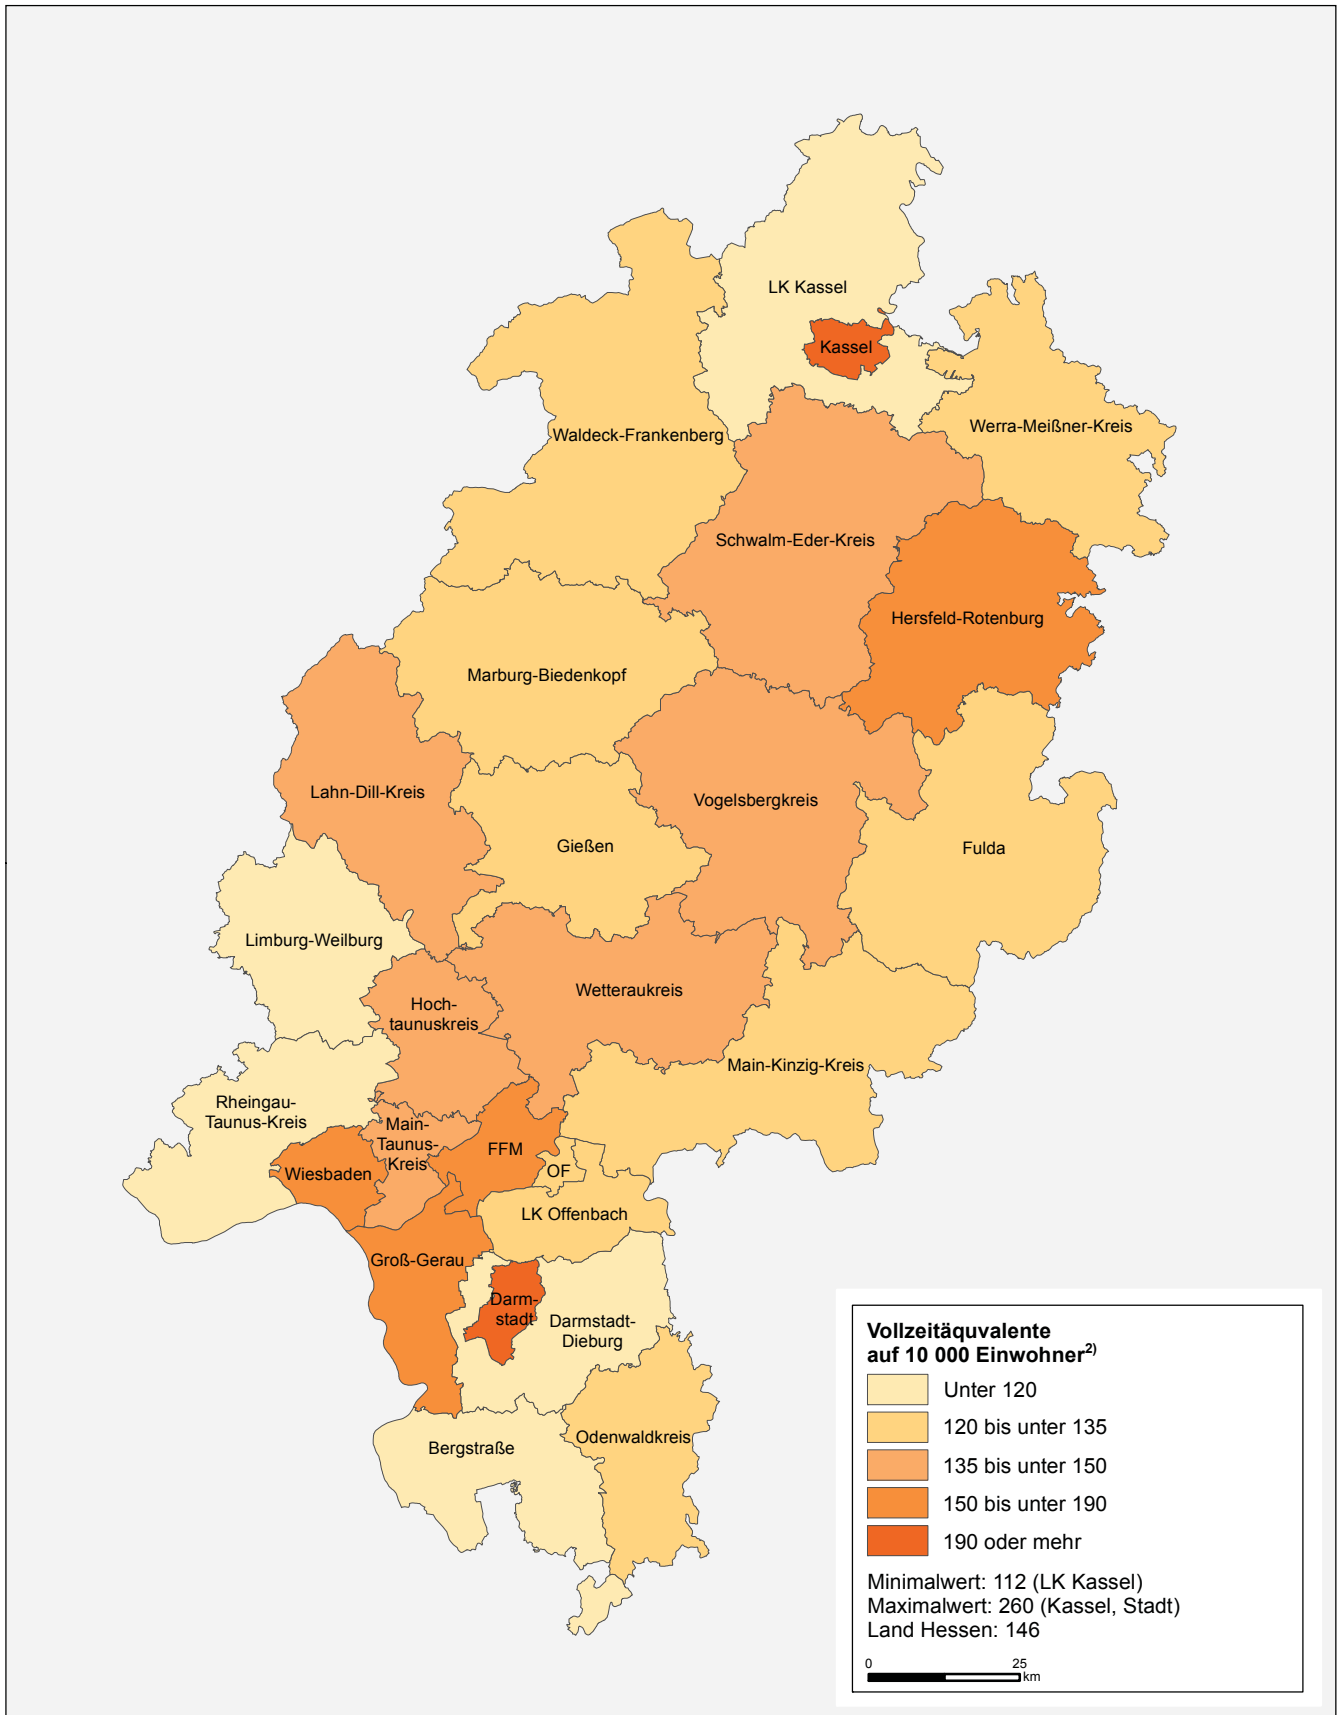 LK Kassel
Kassel
Waldeck-Frankenberg
Werra-Meißner-Kreis
Schwalm-Eder-Kreis
Hersfeld-Rotenburg
Marburg-Biedenkopf
Lahn-Dill-Kreis
Vogelsbergkreis
Gießen
Fulda
Limburg-Weilburg
Wetteraukreis
Hoch-
taunuskreis
Main-Kinzig-Kreis
Rheingau-
Taunus-Kreis
Main-
Taunus-
Kreis
FFM
Wiesbaden
OF
LK Offenbach
Groß-Gerau
Darm-
stadt
Darmstadt-
Dieburg
Odenwaldkreis
Bergstraße
Vollzeitäquvalente
auf 10 000 Einwohner2)
Unter 120
120 bis unter 135
135 bis unter 150
150 bis unter 190
190 oder mehr
Minimalwert: 112 (LK Kassel)
Maximalwert: 260 (Kassel, Stadt)
Land Hessen: 146
0 25
km